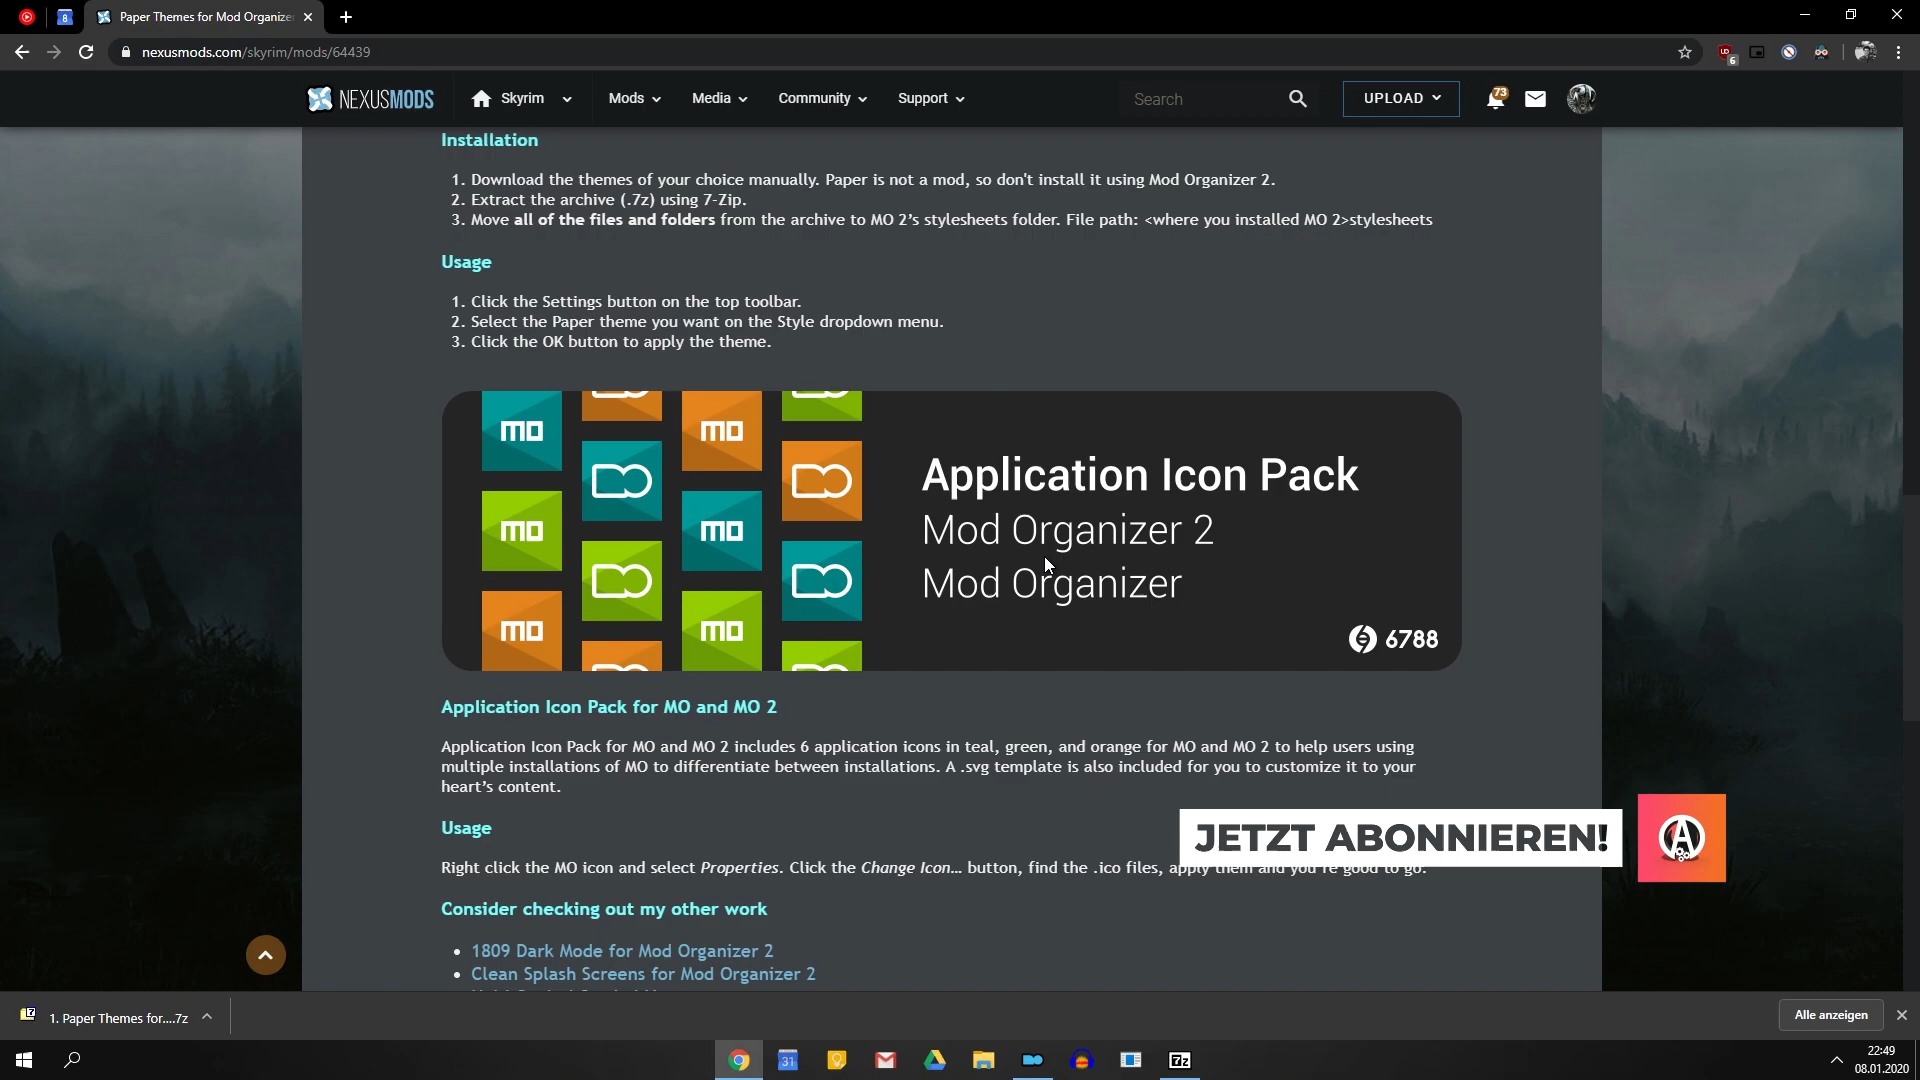 Paper Themes for Mod Organize
nexusmods.com/skyrim/mods/64439
6
NEXUSMODS
Skyrim
Mods
Media
Community
Support
Search
UPLOAD
73
Installation
1. Download the themes of your choice manually. Paper is not a mod, so don't install it using Mod Organizer 2.
2. Extract the archive (.7z) using 7-Zip.
3. Move all of the files and folders from the archive to MO 2's stylesheets folder. File path: <where you installed MO 2>stylesheets
Usage
1. Click the Settings button on the top toolbar.
2. Select the Paper theme you want on the Style dropdown menu.
3. Click the OK button to apply the theme.
mo
mo
mo
mo
mo
mo
Application Icon Pack
Mod Organizer 2
Mod Organizer
6788
Application Icon Pack for MO and MO 2
Application Icon Pack for MO and MO 2 includes 6 application icons in teal, green, and orange for MO and MO 2 to help users using
multiple installations of MO to differentiate between installations. A .svg template is also included for you to customize it to your
heart's content.
Usage
Right click the MO icon and select Properties. Click the Change Icon... button, find the .ico files, apply them and you're good to go.
JETZT ABONNIEREN!
A
Consider checking out my other work
• 1809 Dark Mode for Mod Organizer 2
• Clean Splash Screens for Mod Organizer 2
1. Paper Themes for....7z
Alle anzeigen
31
7z
22:49
08.01.2020